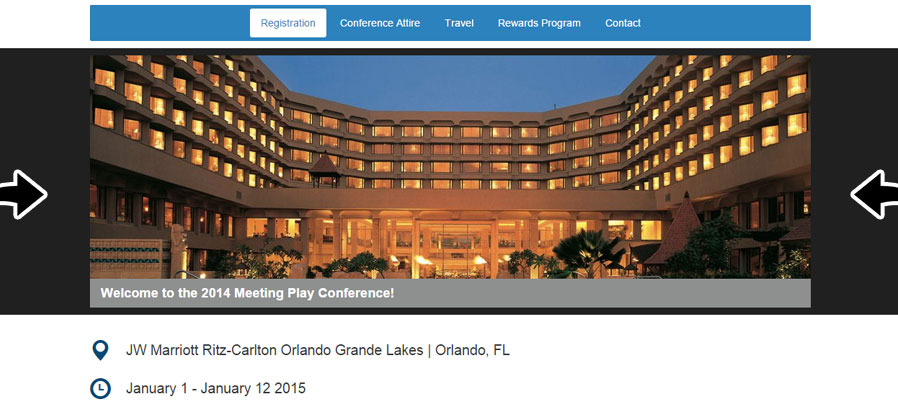 Registration Conference Attire Travel Rewards Program Contact
Welcome to the 2014 Meeting Play Conference!
JW Marriott Ritz-Carlton Orlando Grande Lakes | Orlando, FL
January 1 - January 12 2015